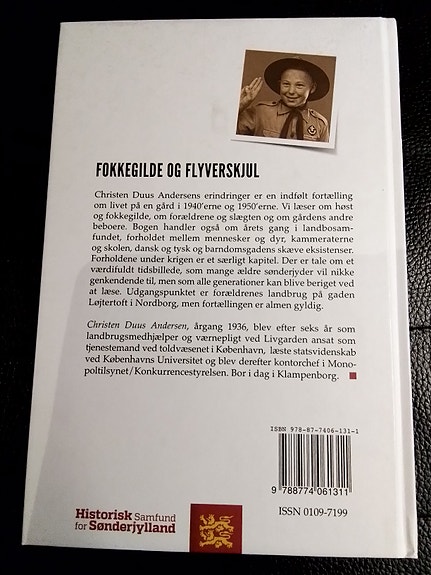 FOKKEGILDE OG FLYVERSKJUL
Christen Duus Andersens erindringer er en indfølt fortælling
om livet på en gård i 1940'erne og 1950'erne. Vi læser om høst
og fokkegilde, om forældrene og slægten og om gårdens andre
beboere. Bogen handler også om årets gang i landbosam-
fundet, forholdet mellem mennesker og dyr, kammeraterne
og skolen, dansk og tysk og barndomsgadens skæve eksistenser.
Forholdene under krigen er et særligt kapitel. Der er tale om et
værdifuldt tidsbillede, som mange ældre sønderjyder vil nikke
genkendende til, men som alle generationer kan blive beriget ved
at læse. Udgangspunktet er forældrenes landbrug på gaden
Løjtertoft i Nordborg, men fortællingen er almen gyldig.
Christen Duus Andersen, årgang 1936, blev efter seks år som
landbrugsmedhjælper og værnepligt ved Livgarden ansat som
tjenestemand ved toldvæsenet i København, læste statsvidenskab
ved Københavns Universitet og blev derefter kontorchef i Mono-
poltilsynet/Konkurrencestyrelsen. Bor i dag i Klampenborg.
ISBN 978-87-7406-131-1
9 788774 061311
ISSN 0109-7199
Historisk Samfund
for Sønderjylland